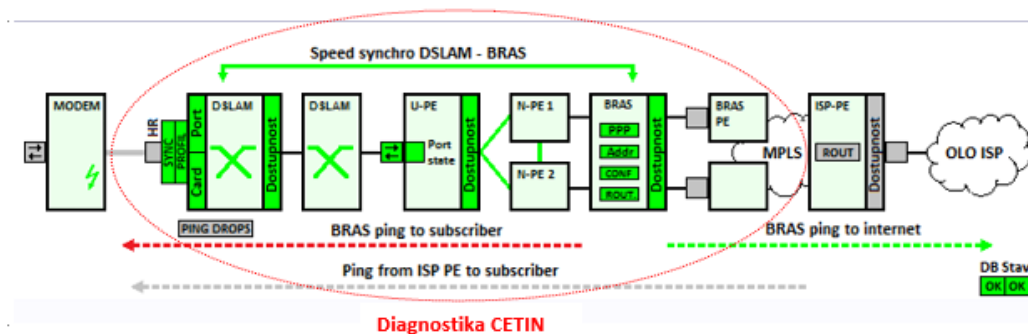 Speed synchro DSLAM - BRAS
MODEM
HR
SYNC
PROFIL
Card
Port
DSLAM
Dostupnost
DSLAM
U-PE
Port
state
Dostupnost
N-PE 1
N-PE 2
BRAS
PPP
Addr
CONF
ROUT
Dostupnost
BRAS
PE
MPLS
ISP-PE
ROUT
Dostupnost
OLO ISP
PING DROPS
BRAS ping to subscriber
BRAS ping to internet
Ping from ISP PE to subscriber
DB Stav
OK OK
Diagnostika CETIN